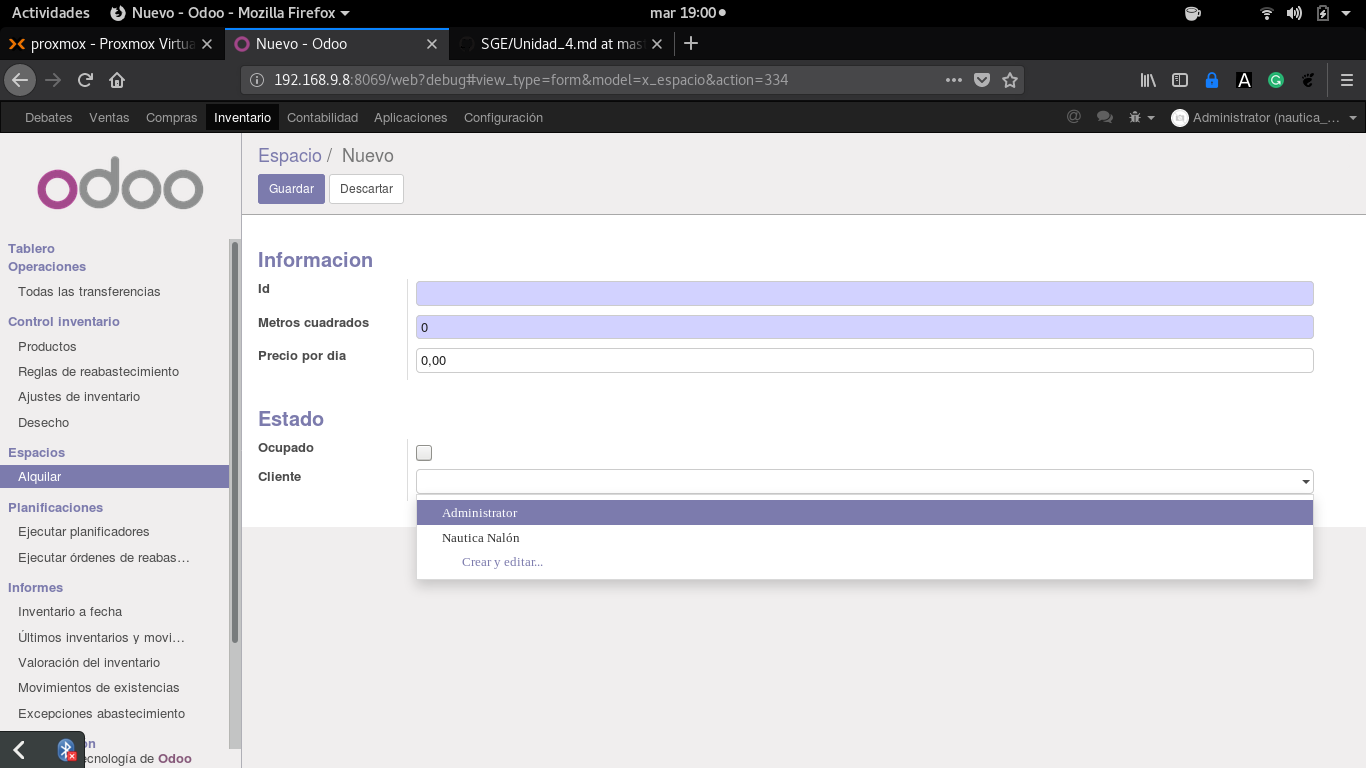 Actividades
Nuevo - Odoo - Mozilla Firefox
mar 19:00
proxmox - Proxmox Virtua
Nuevo - Odoo
SGE/Unidad_4.md at mas
192.168.9.8:8069/web?debug#view_type=form&model=x_espacio&action=334
Debates
Ventas
Compras
Inventario
Contabilidad
Aplicaciones
Configuración
Administrator (nautica_...
odoo
Espacio / Nuevo
Guardar
Descartar
Tablero
Operaciones
Todas las transferencias
Control inventario
Productos
Reglas de reabastecimiento
Ajustes de inventario
Desecho
Espacios
Alquilar
Planificaciones
Ejecutar planificadores
Ejecutar órdenes de reabas…
Informes
Inventario a fecha
Últimos inventarios y movi…
Valoración del inventario
Movimientos de existencias
Excepciones abastecimiento
Odoo
Informacion
Id
Metros cuadrados
0
Precio por dia
0,00
Estado
Ocupado
Cliente
Administrator
Nautica Nalón
Crear y editar...